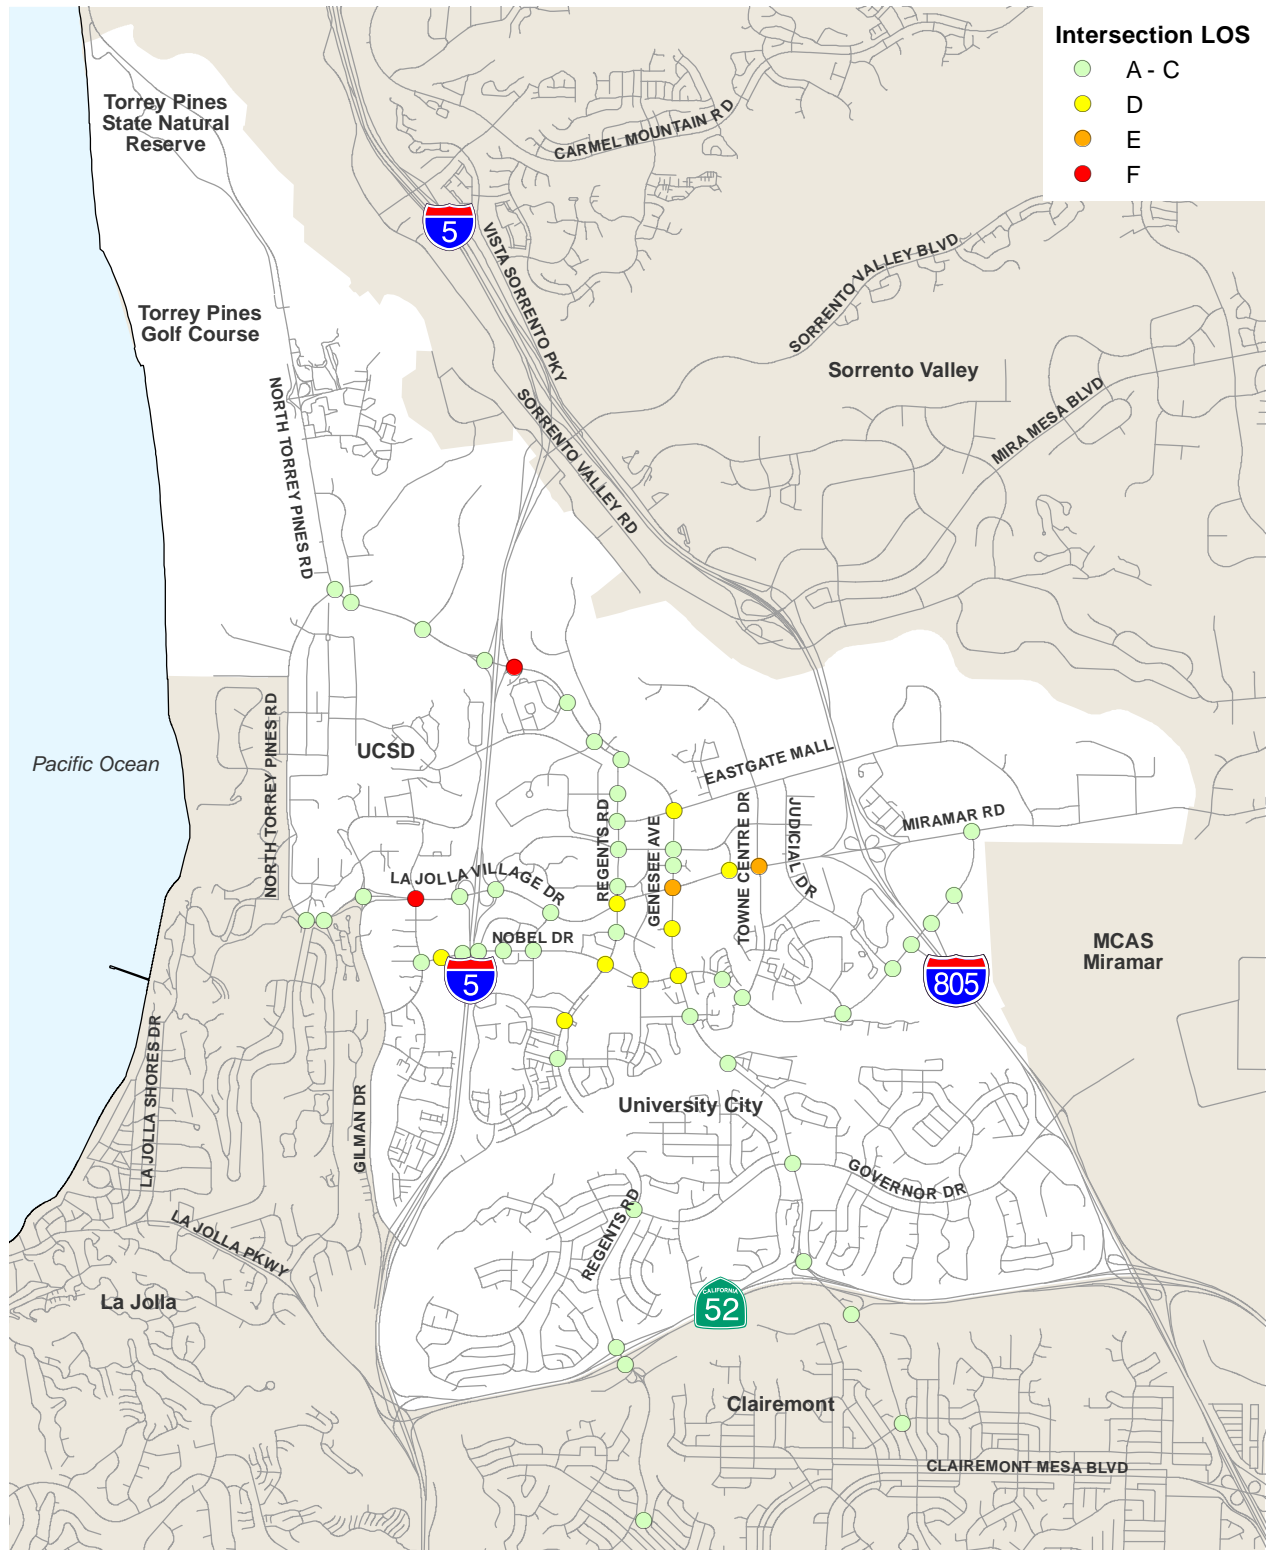 Intersection LOS
A - C
D
E
F
Torrey Pines
State Natural
Reserve
CARMEL MOUNTAIN RD
5
VISTA SORRENTO PKY
SORRENTO VALLEY BLVD
Torrey Pines
Golf Course
Sorrento Valley
NORTH TORREY PINES RD
SORRENTO VALLEY RD
MIRA MESA BLVD
NORTH TORREY PINES RD
UCSD
Pacific Ocean
EASTGATE MALL
REGENTS RD
GENESEE AVE
TOWNE CENTRE DR
JUDICIAL DR
MIRAMAR RD
LA JOLLA VILLAGE DR
NOBEL DR
5
805
MCAS
Miramar
LA JOLLA SHORES DR
GILMAN DR
University City
GOVERNOR DR
REGENTS RD
LA JOLLA PKWY
La Jolla
CALIFORNIA
52
Clairemont
CLAIREMONT MESA BLVD